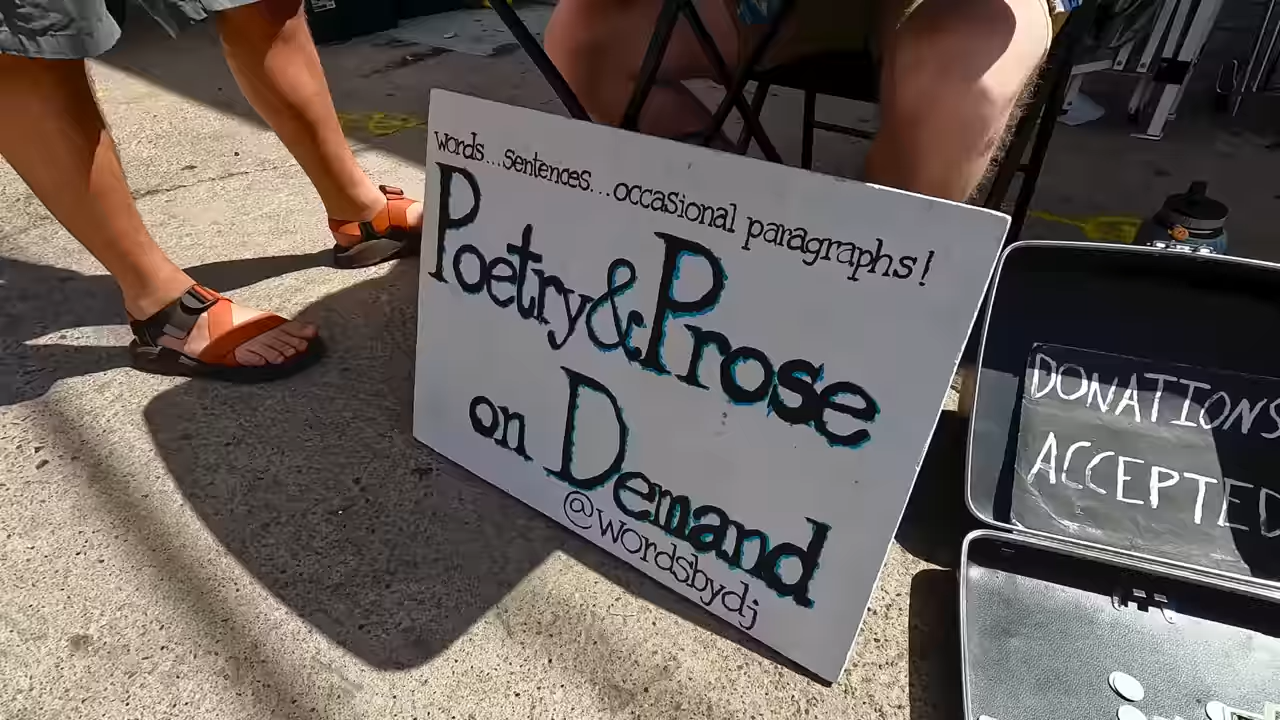 words...sentences...occasional paragraphs!
Poetry & Prose
on Demand
@wordsbydj
DONATIONS
ACCEPTED